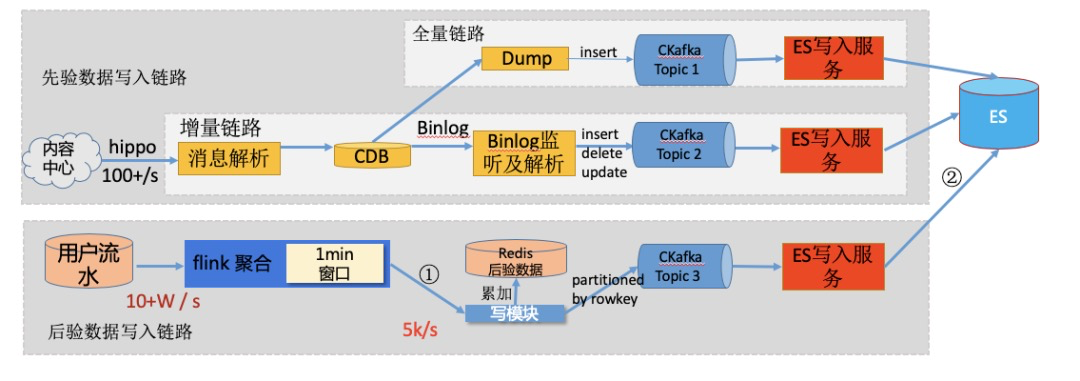 全量链路
Dump
insert
CKafka
Topic 1
ES写入服
务
先验数据写入链路
增量链路
内容
中心
hippo
100+/s
消息解析
CDB
Binlog
Binlog监
听及解析
insert
delete
update
CKafka
Topic 2
ES写入服
务
ES
②
用户流
水
10+W / s
flink 聚合
1min
窗口
①
5k/s
Redis
后验数据
累加
写模块
partitioned
by rowkey
CKafka
Topic 3
ES写入服
务
后验数据写入链路